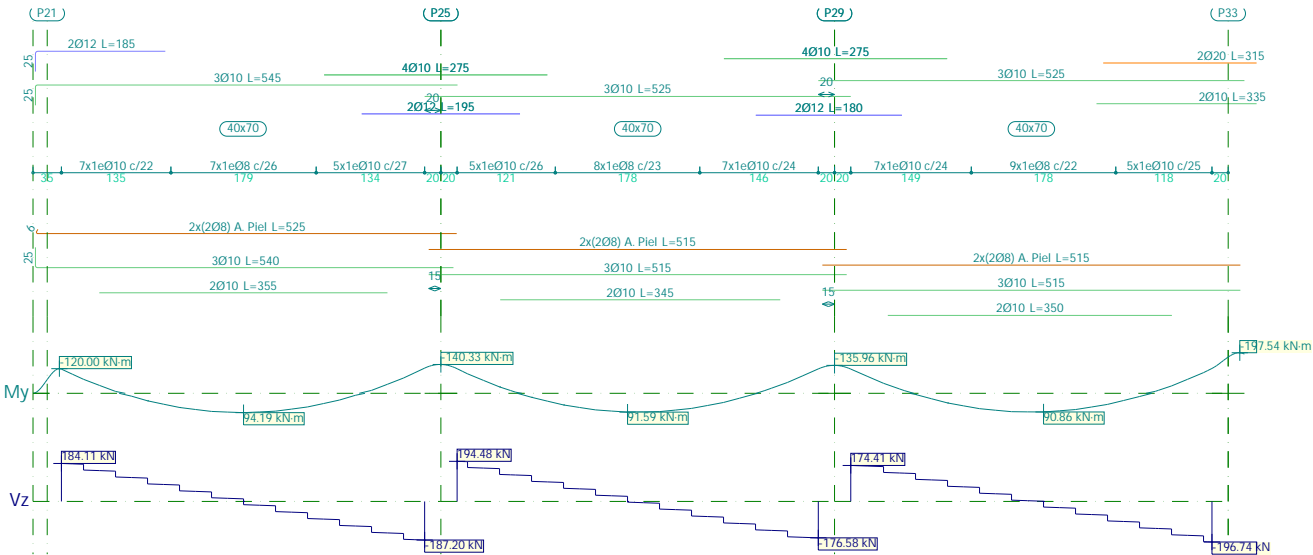 P21 P25 P29 P33
2Ø12 L=185
25
4Ø10 L=275
2Ø20 L=315
4Ø10 L=275
3Ø10 L=545
20
3Ø10 L=525
25
3Ø10 L=525
20
2Ø10 L=335
2Ø12 L=195
2Ø12 L=180
40x70 40x70 40x70
7x1eØ10 c/22 7x1eØ8 c/26 5x1eØ10 c/27 5x1eØ10 c/26 8x1eØ8 c/23 7x1eØ10 c/24 7x1eØ10 c/24 9x1eØ8 c/22 5x1eØ10 c/25
35 135 179 134 20 20 121 178 146 20 20 149 178 118 20
6
2x(2Ø8) A. Piel L=525
2x(2Ø8) A. Piel L=515
25
2x(2Ø8) A. Piel L=515
3Ø10 L=540
3Ø10 L=515
15
3Ø10 L=515
2Ø10 L=355
2Ø10 L=345
15
2Ø10 L=350
-197.54 kN·m
-120.00 kN·m
-140.33 kN·m
-135.96 kN·m
My
94.19 kN·m
91.59 kN·m
90.86 kN·m
184.11 kN
194.48 kN
174.41 kN
Vz
-187.20 kN
-176.58 kN
-196.74 kN